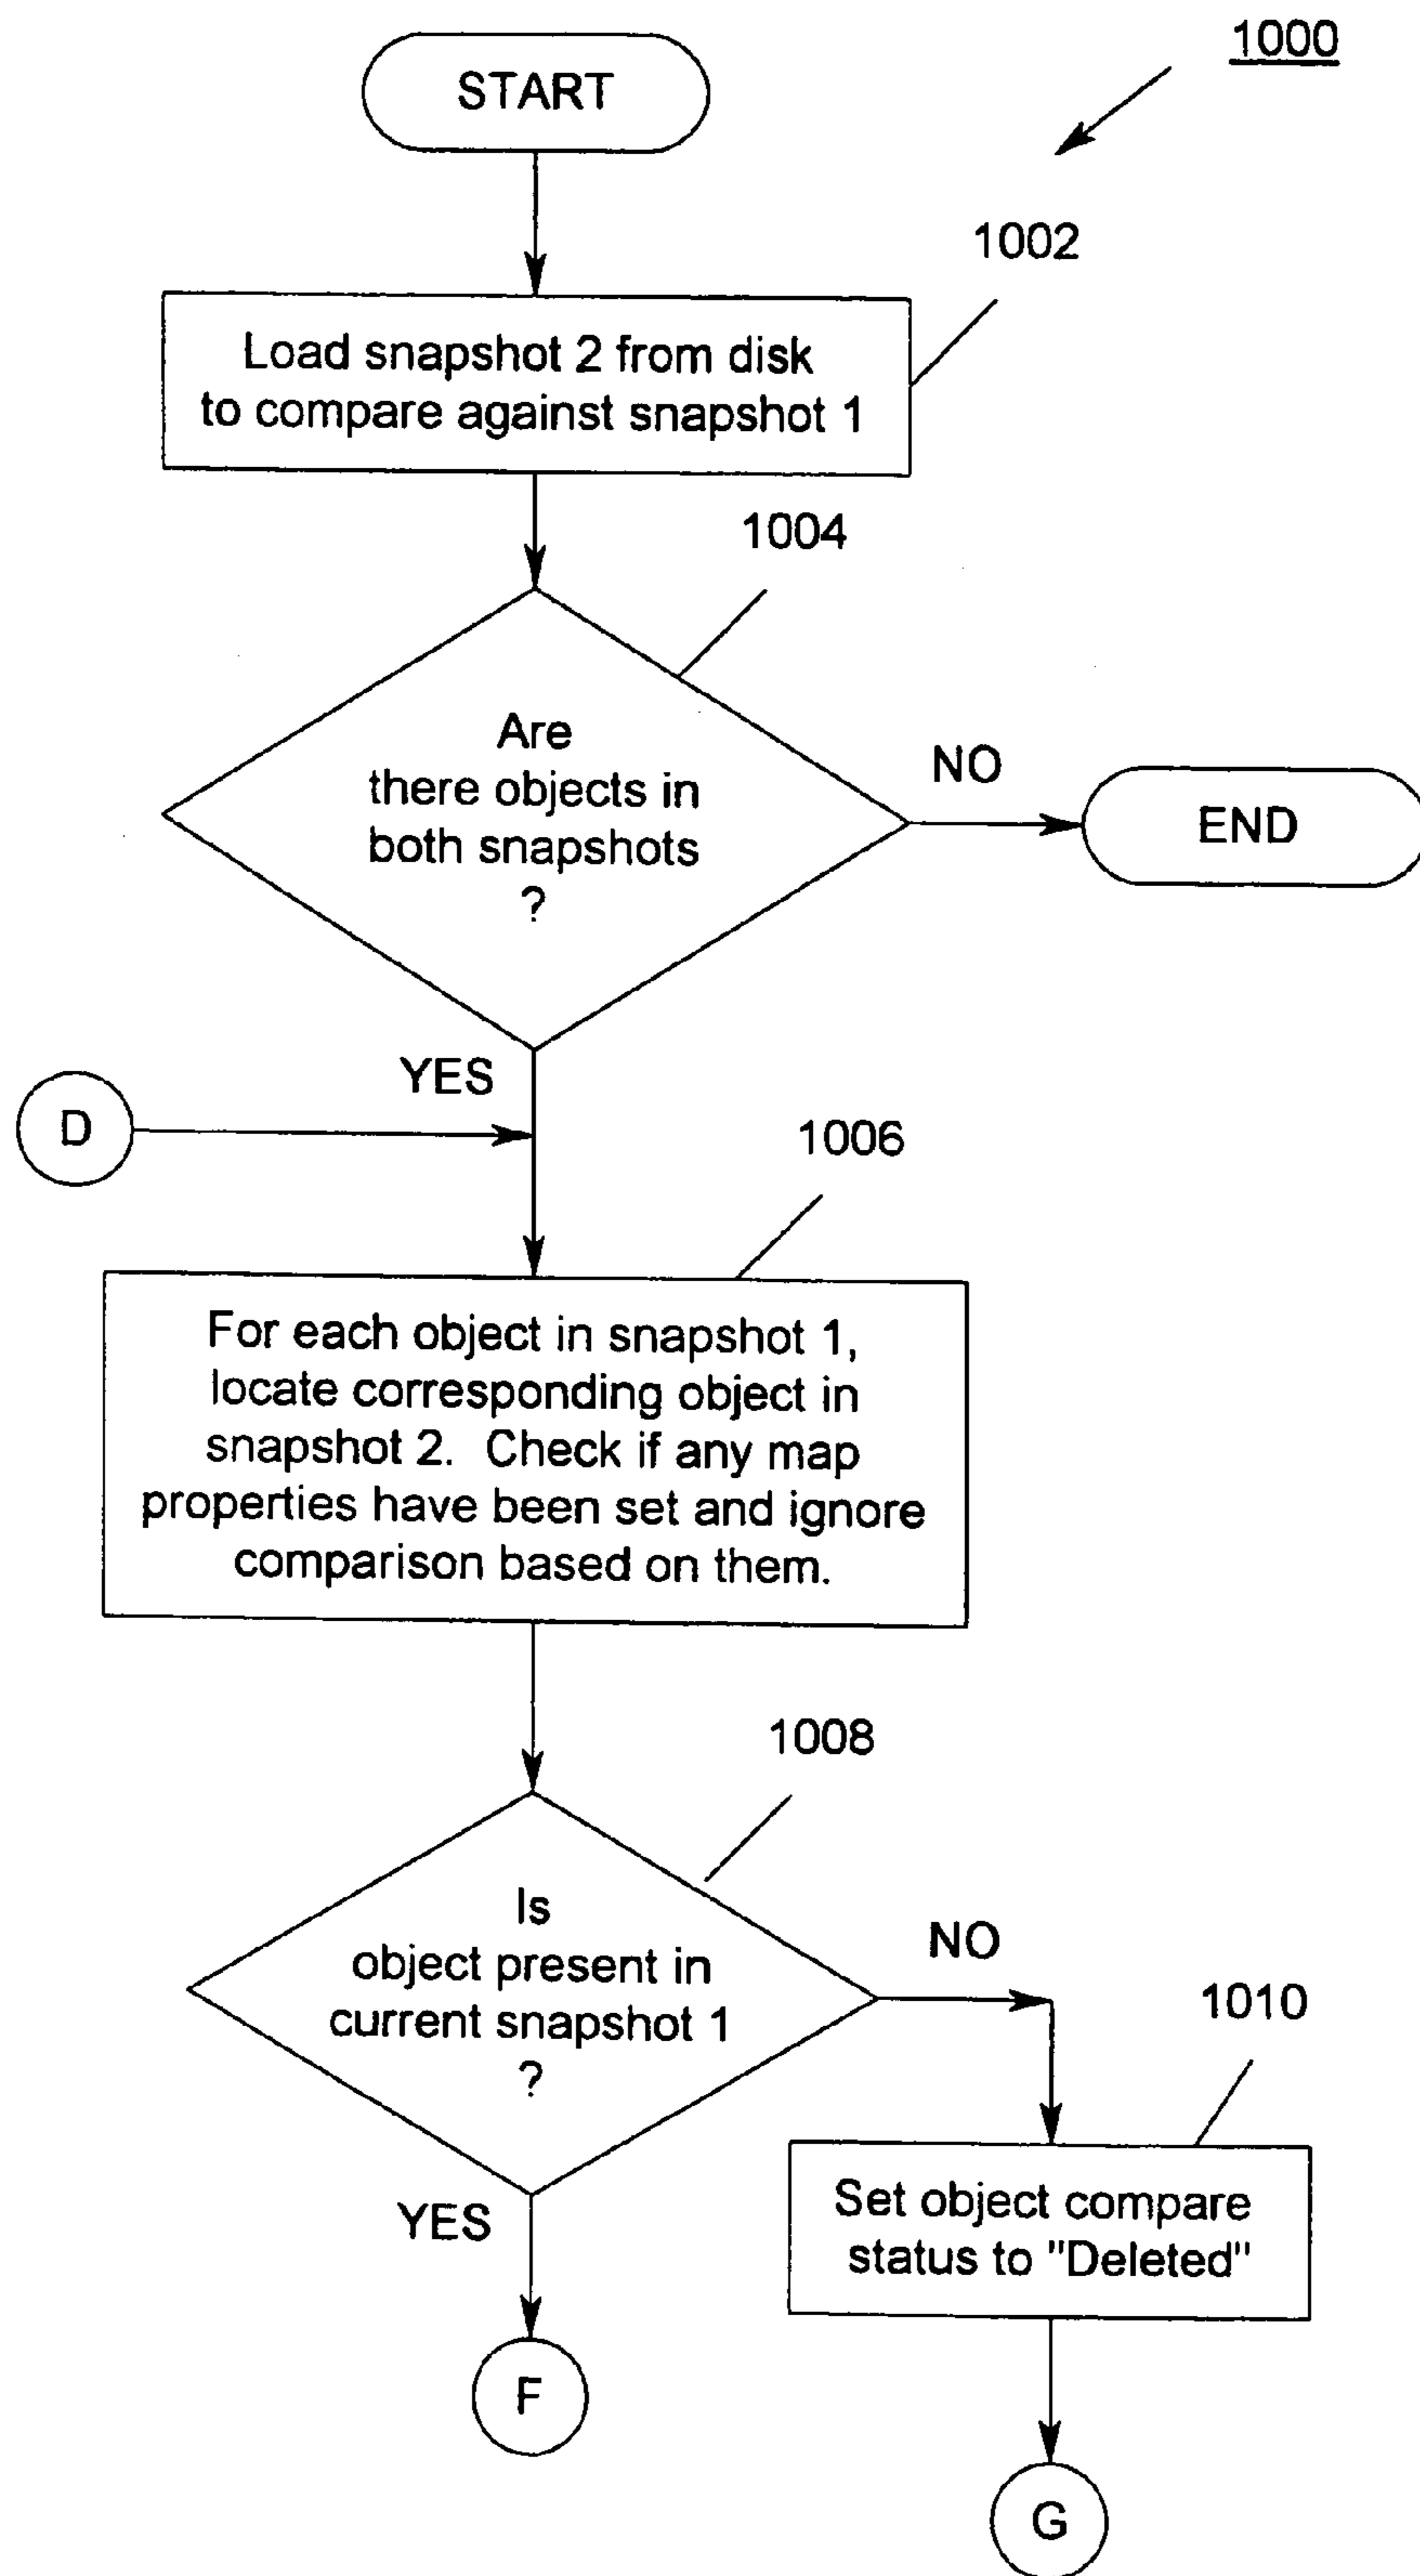 1000
START
1002
Load snapshot 2 from disk
to compare against snapshot 1
1004
Are
there objects in
both snapshots
?
NO
END
YES
D
1006
For each object in snapshot 1,
locate corresponding object in
snapshot 2. Check if any map
properties have been set and ignore
comparison based on them.
1008
Is
object present in
current snapshot 1
?
NO
1010
Set object compare
status to "Deleted"
YES
F
G